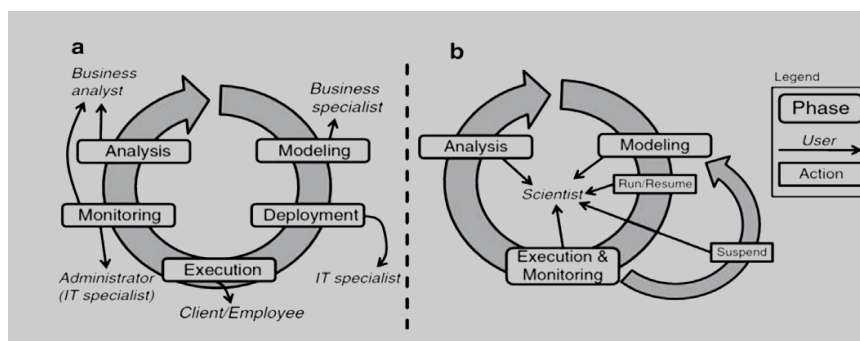 a
Business
analyst
Business
specialist
Analysis
Modeling
Monitoring
Deployment
Execution
Administrator
(IT specialist)
IT specialist
Client/Employee
b
Analysis
Modeling
Run/Resume
Scientist
Suspend
Execution &
Monitoring
Legend
Phase
User
Action